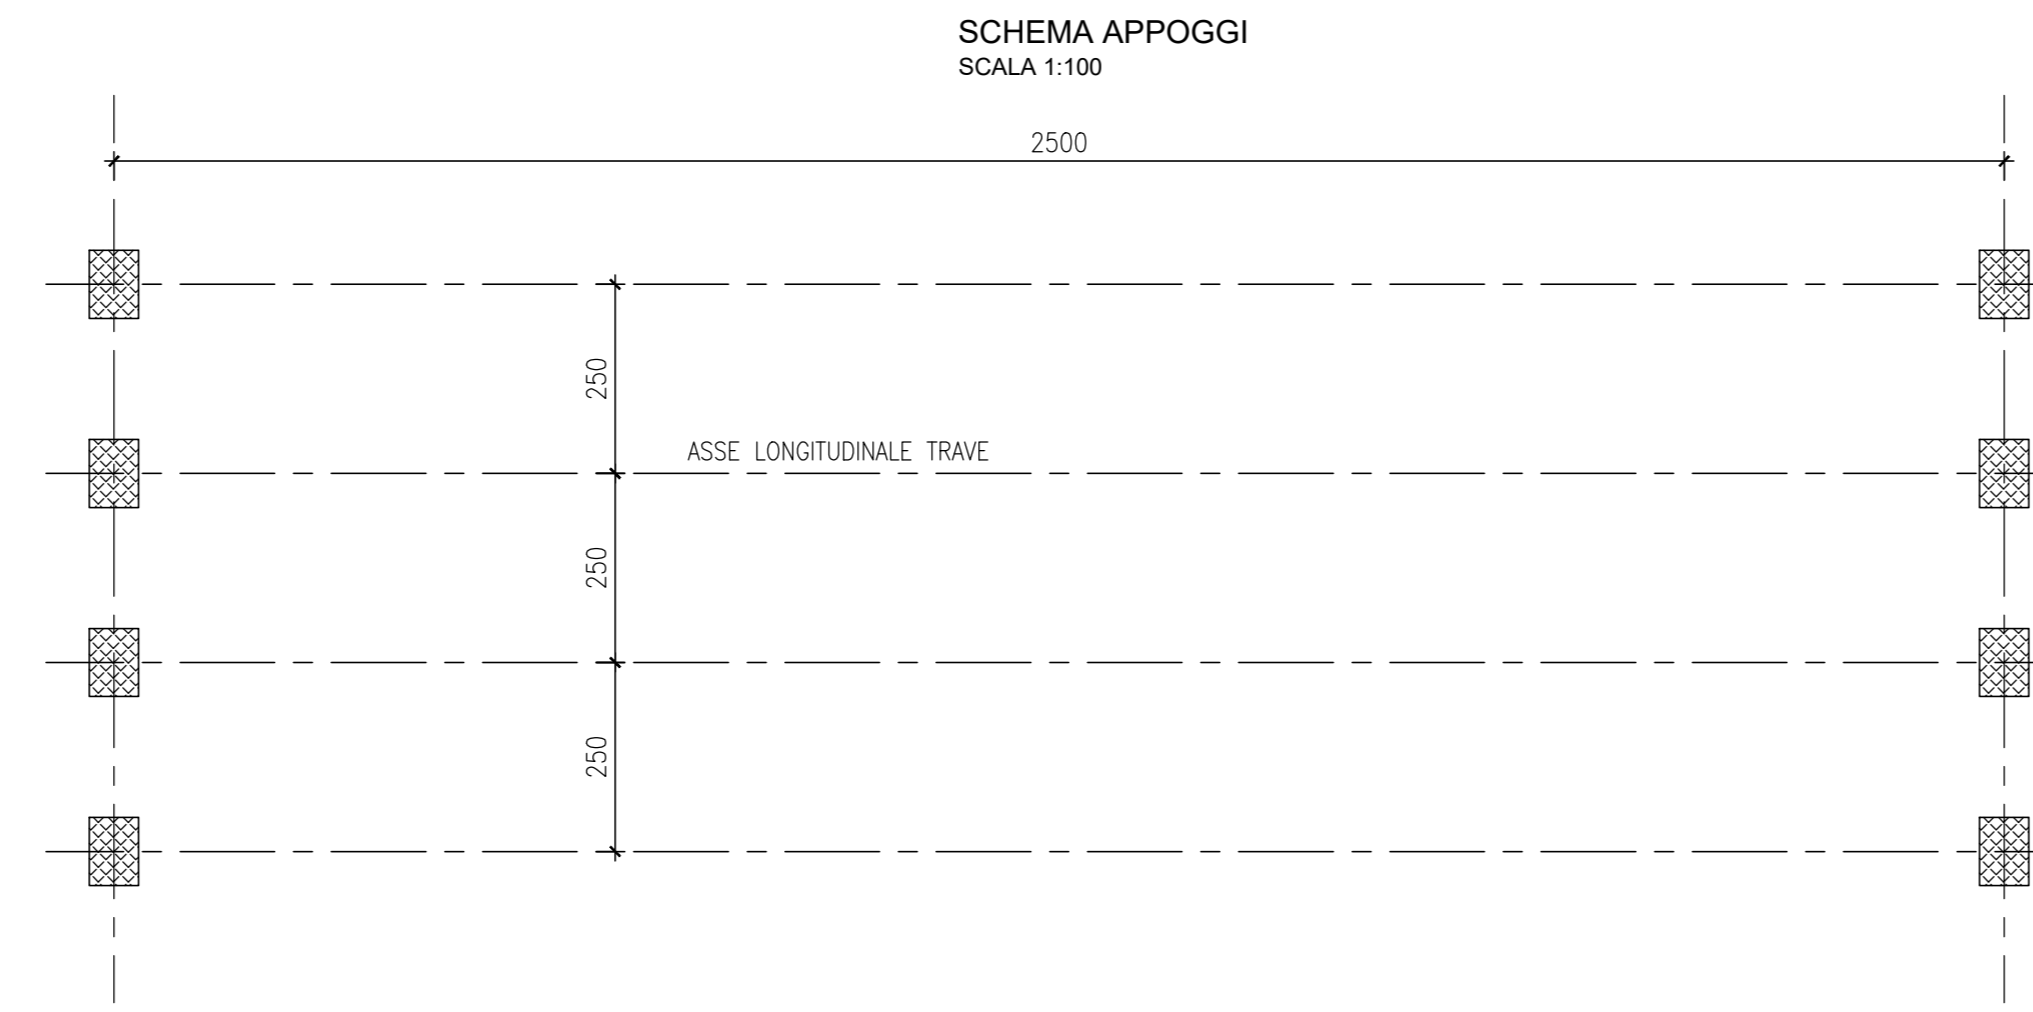 SCHEMA APPOGGI
SCALA 1:100
2500
250
ASSE LONGITUDINALE TRAVE
250
250